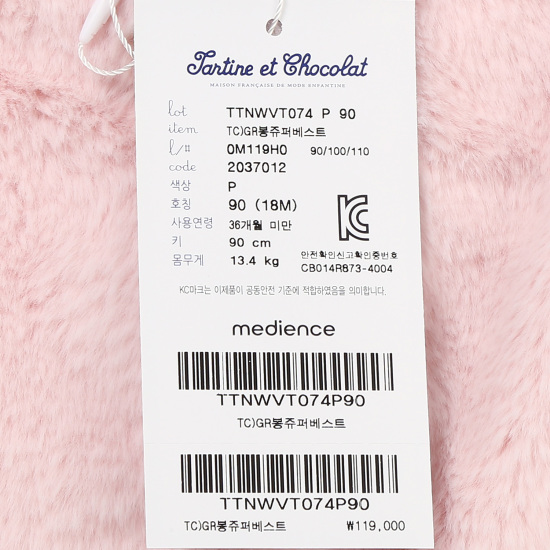 Tartine et Chocolat
MAISON FRANÇAISE DE MODE ENFANTINE
lot TTNWVT074 P 90
item TC)GR봉쥬퍼베스트
l/# 0M119H0 90/100/110
code 2037012
색상 P
호칭 90 (18M)
사용연령 36개월 미만
키 90 cm
몸무게 13.4 kg
안전확인신고확인증번호
CB014R873-4004
KC마크는 이제품이 공동안전 기준에 적합하였음을 의미합니다.
medience
TTNWVT074P90
TC)GR봉쥬퍼베스트
TTNWVT074P90
TC)GR봉쥬퍼베스트 ₩119,000